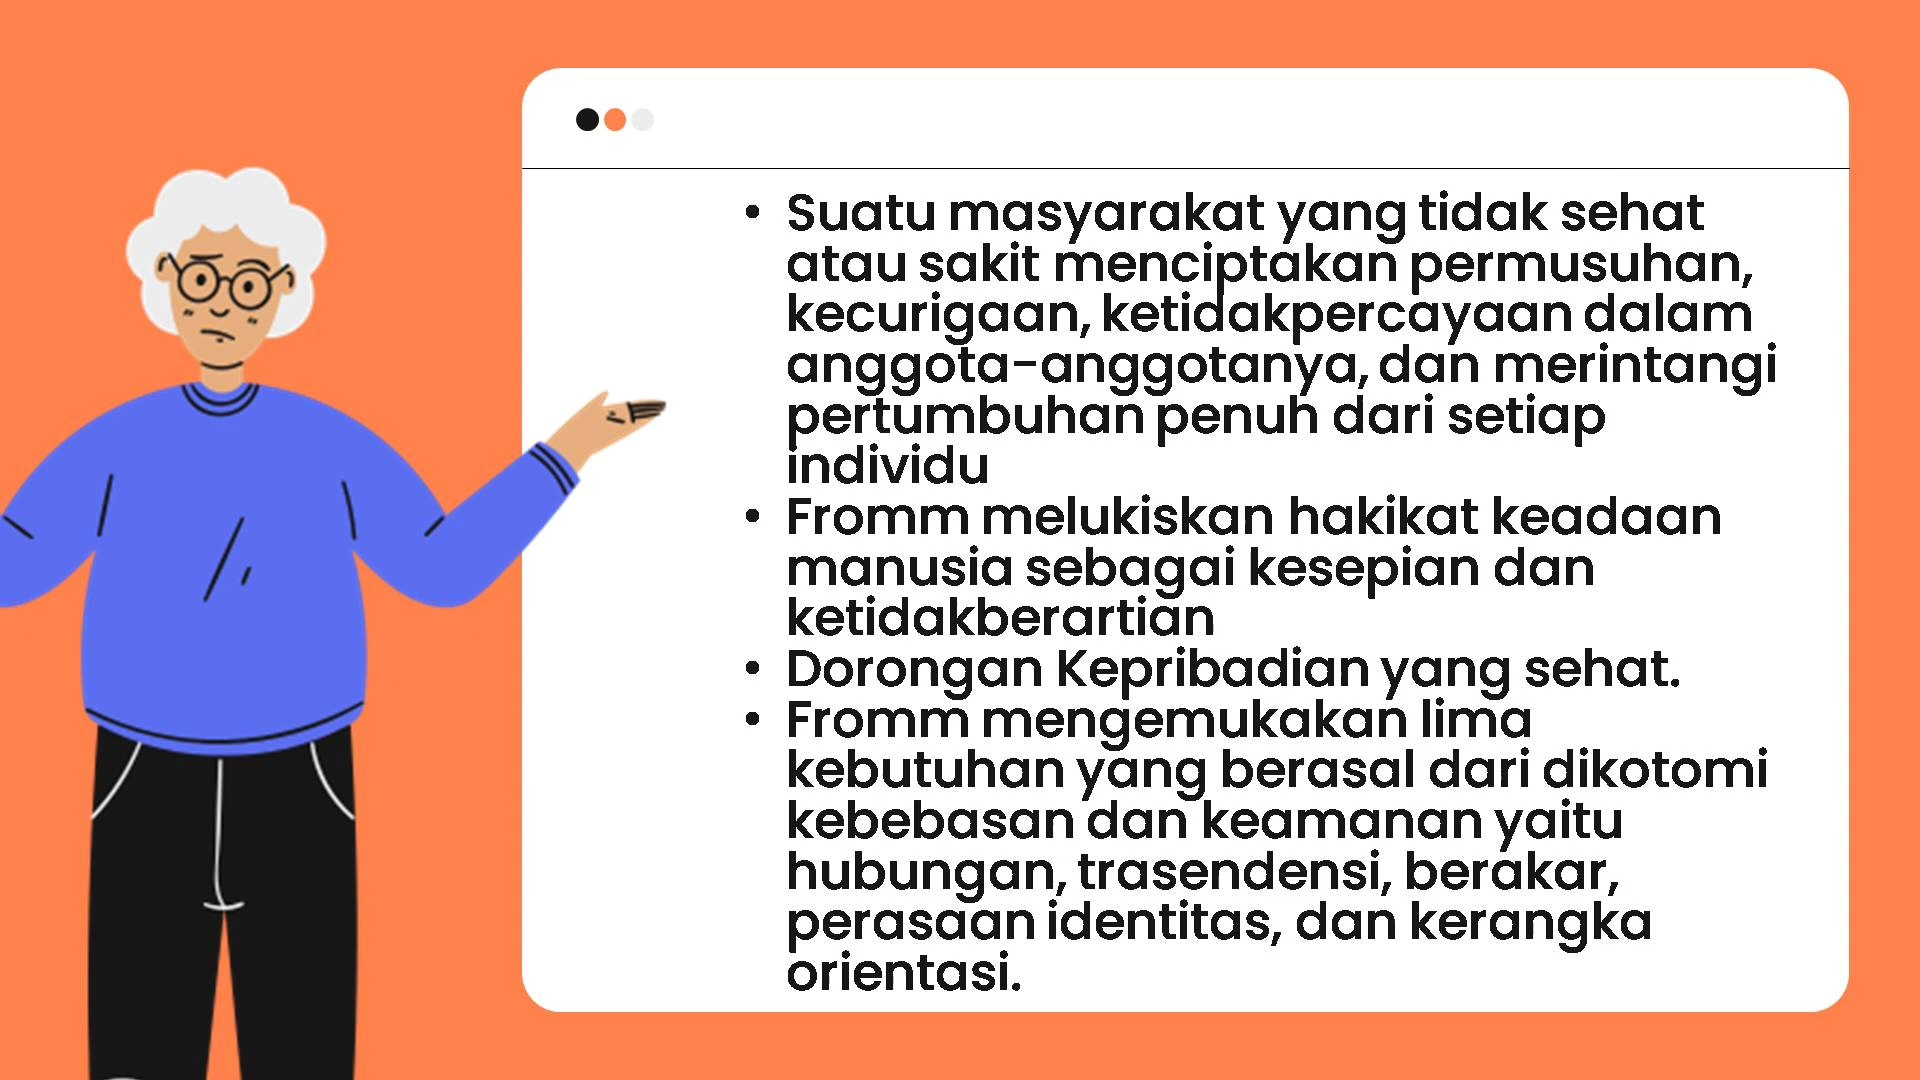 • Suatu masyarakat yang tidak sehat
atau sakit menciptakan permusuhan,
kecurigaan, ketidakpercayaan dalam
anggota-anggotanya, dan merintangi
pertumbuhan penuh dari setiap
individu
• Fromm melukiskan hakikat keadaan
manusia sebagai kesepian dan
ketidakberartian
• Dorongan Kepribadian yang sehat.
• Fromm mengemukakan lima
kebutuhan yang berasal dari dikotomi
kebebasan dan keamanan yaitu
hubungan, trasendensi, berakar,
perasaan identitas, dan kerangka
orientasi.